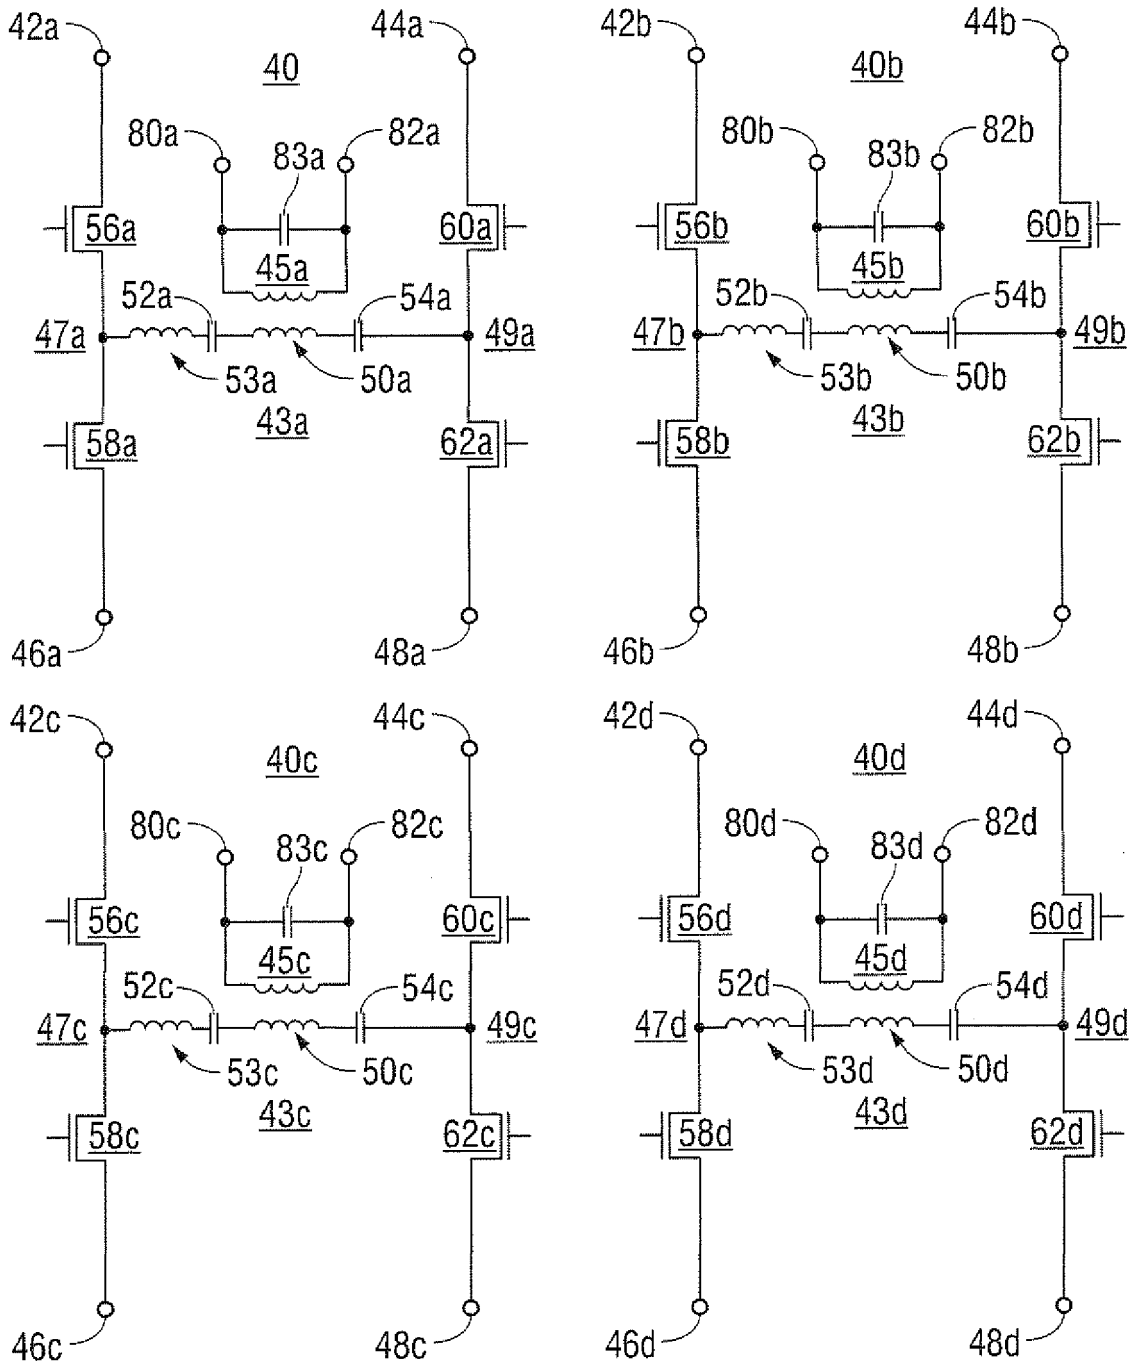 42a 44a 42b 44b
40 40b
80a 82a 80b 82b
83a 83b
56a 60a 56b 60b
45a 45b
52a 54a 52b 54b
47a 49a 47b 49b
53a 50a 53b 50b
43a 43b
58a 62a 58b 62b
46a 48a 46b 48b
42c 44c 42d 44d
40c 40d
80c 82c 80d 82d
83c 83d
56c 60c 56d 60d
45c 45d
52c 54c 52d 54d
47c 49c 47d 49d
53c 50c 53d 50d
43c 43d
58c 62c 58d 62d
46c 48c 46d 48d